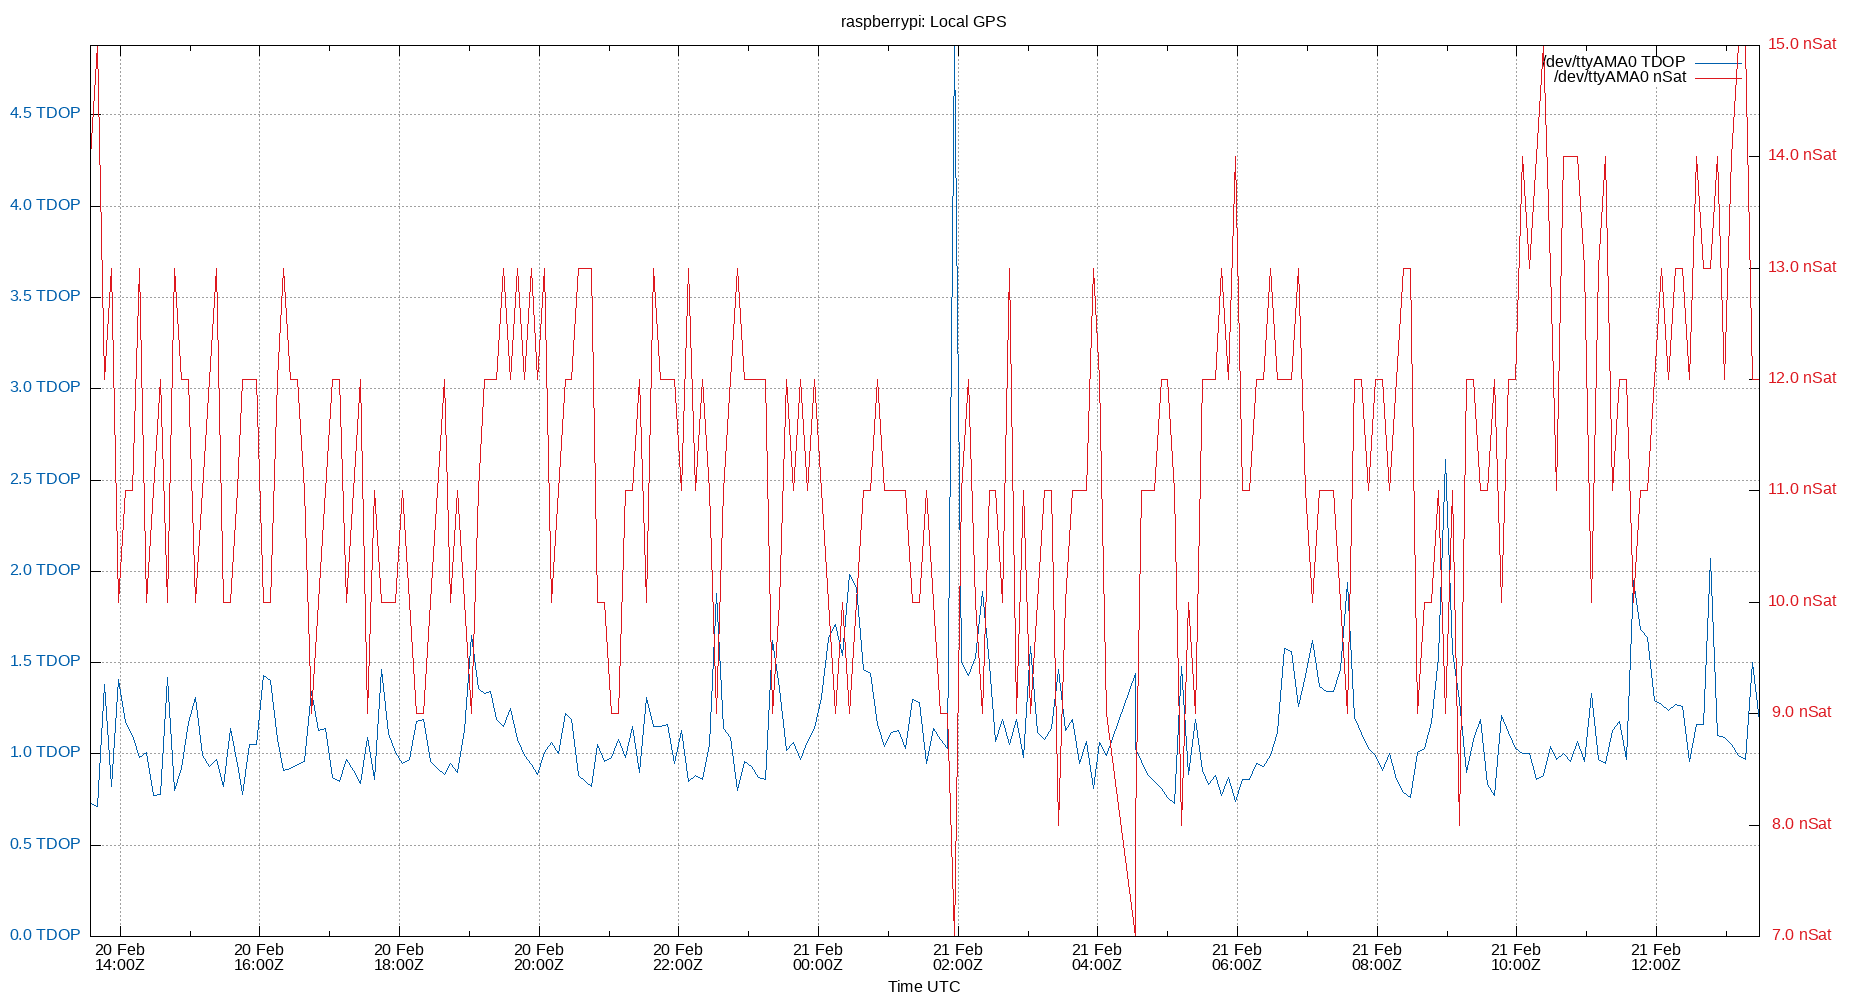 raspberrypi: Local GPS
/dev/ttyAMA0 TDOP
/dev/ttyAMA0 nSat
4.5 TDOP
4.0 TDOP
3.5 TDOP
3.0 TDOP
2.5 TDOP
2.0 TDOP
1.5 TDOP
1.0 TDOP
0.5 TDOP
0.0 TDOP
15.0 nSat
14.0 nSat
13.0 nSat
12.0 nSat
11.0 nSat
10.0 nSat
9.0 nSat
8.0 nSat
7.0 nSat
20 Feb 20 Feb 20 Feb 20 Feb 20 Feb 21 Feb 21 Feb 21 Feb 21 Feb 21 Feb 21 Feb 21 Feb
14:00Z 16:00Z 18:00Z 20:00Z 22:00Z 00:00Z 02:00Z 04:00Z 06:00Z 08:00Z 10:00Z 12:00Z
Time UTC